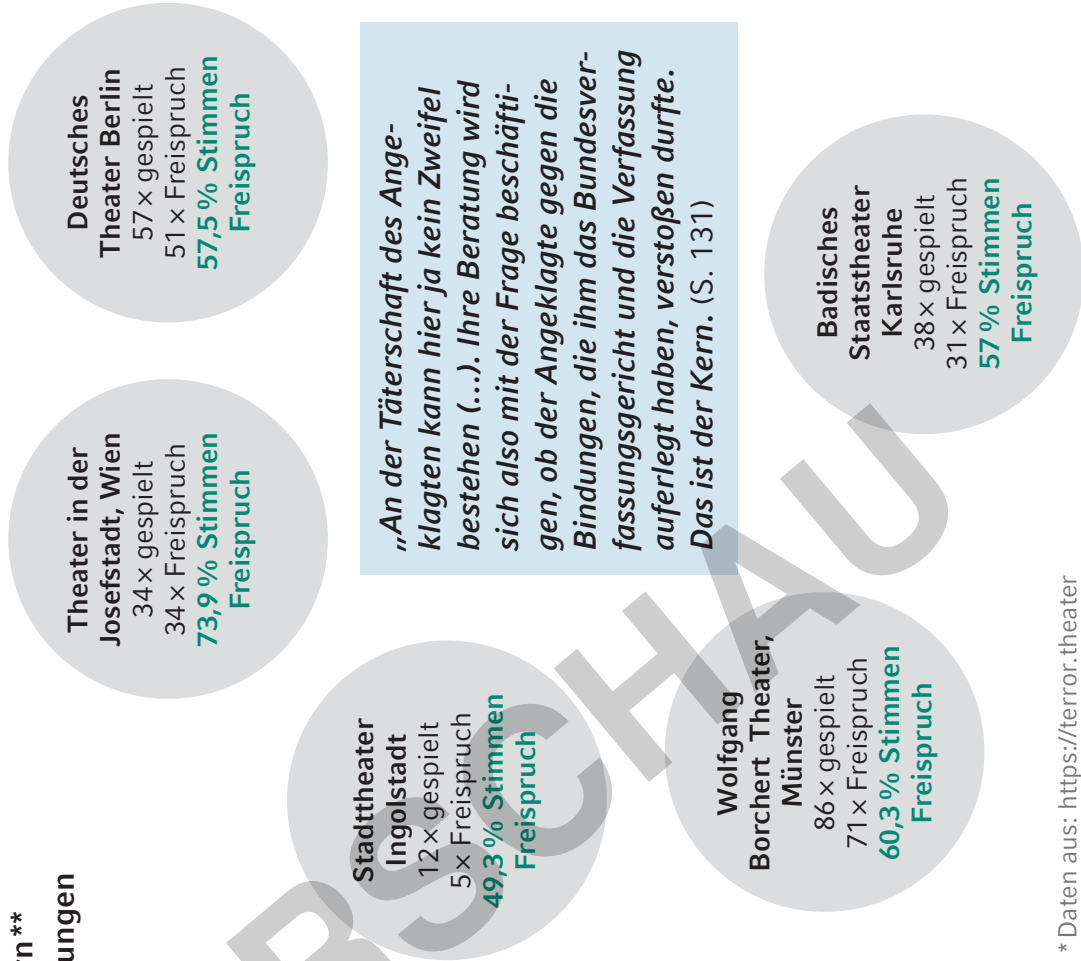 rn**
ungen
Stadttheater
Ingolstadt
12× gespielt
5× Freispruch
49,3 % Stimmen
Freispruch
Theater in der
Josefstadt, Wien
34× gespielt
34× Freispruch
73,9 % Stimmen
Freispruch
Deutsches
Theater Berlin
57× gespielt
51× Freispruch
57,5 % Stimmen
Freispruch
Wolfgang
Borchert Theater,
Münster
86× gespielt
71× Freispruch
60,3 % Stimmen
Freispruch
„An der Täterschaft des Ange-
klagten kann hier ja kein Zweifel
bestehen (…). Ihre Beratung wird
sich also mit der Frage beschäfti-
gen, ob der Angeklagte gegen die
Bindungen, die ihm das Bundesver-
fassungsgericht und die Verfassung
auferlegt haben, verstoßen durfte.
Das ist der Kern. (S. 131)
Badisches
Staatstheater
Karlsruhe
38× gespielt
31× Freispruch
57 % Stimmen
Freispruch
* Daten aus: https://terror.theater
BSCHAU